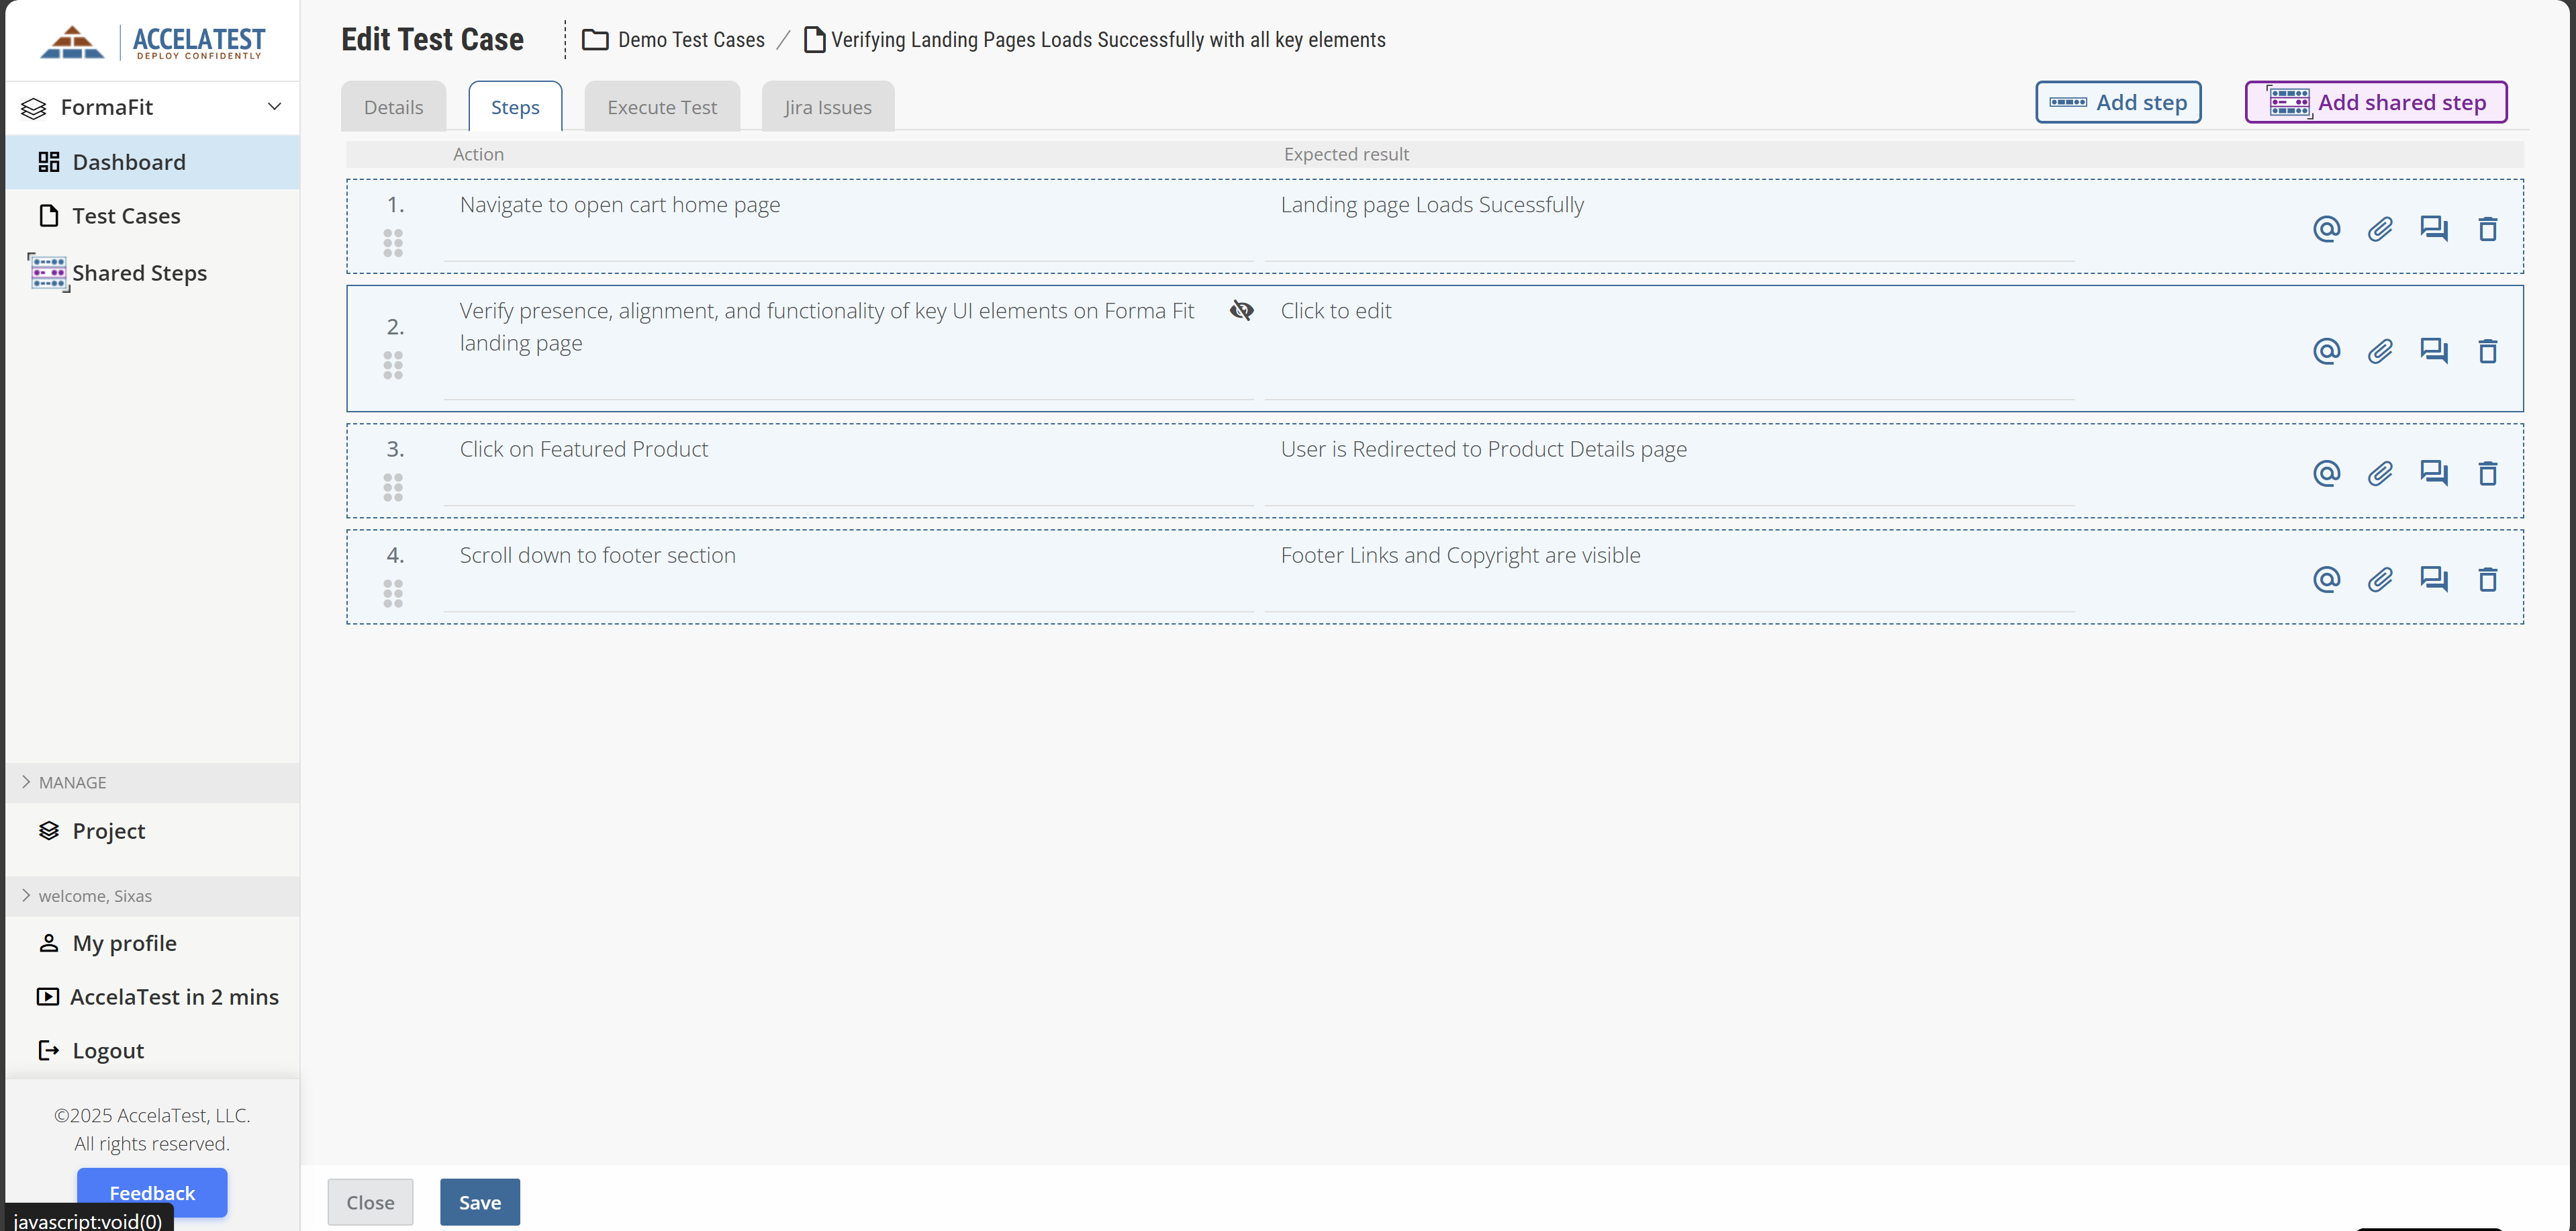 ACCELATEST
DEPLOY CONFIDENTLY
FormaFit
Dashboard
Test Cases
Shared Steps
MANAGE
Project
welcome, Sixas
My profile
AccelaTest in 2 mins
Logout
©2025 AccelaTest, LLC.
All rights reserved.
Feedback
javascript:void(0)
Edit Test Case
Demo Test Cases / Verifying Landing Pages Loads Successfully with all key elements
Details
Steps
Execute Test
Jira Issues
Add step
Add shared step
Action
Expected result
1.
Navigate to open cart home page
Landing page Loads Sucessfully
2.
Verify presence, alignment, and functionality of key UI elements on Forma Fit
landing page
Click to edit
3.
Click on Featured Product
User is Redirected to Product Details page
4.
Scroll down to footer section
Footer Links and Copyright are visible
Close
Save